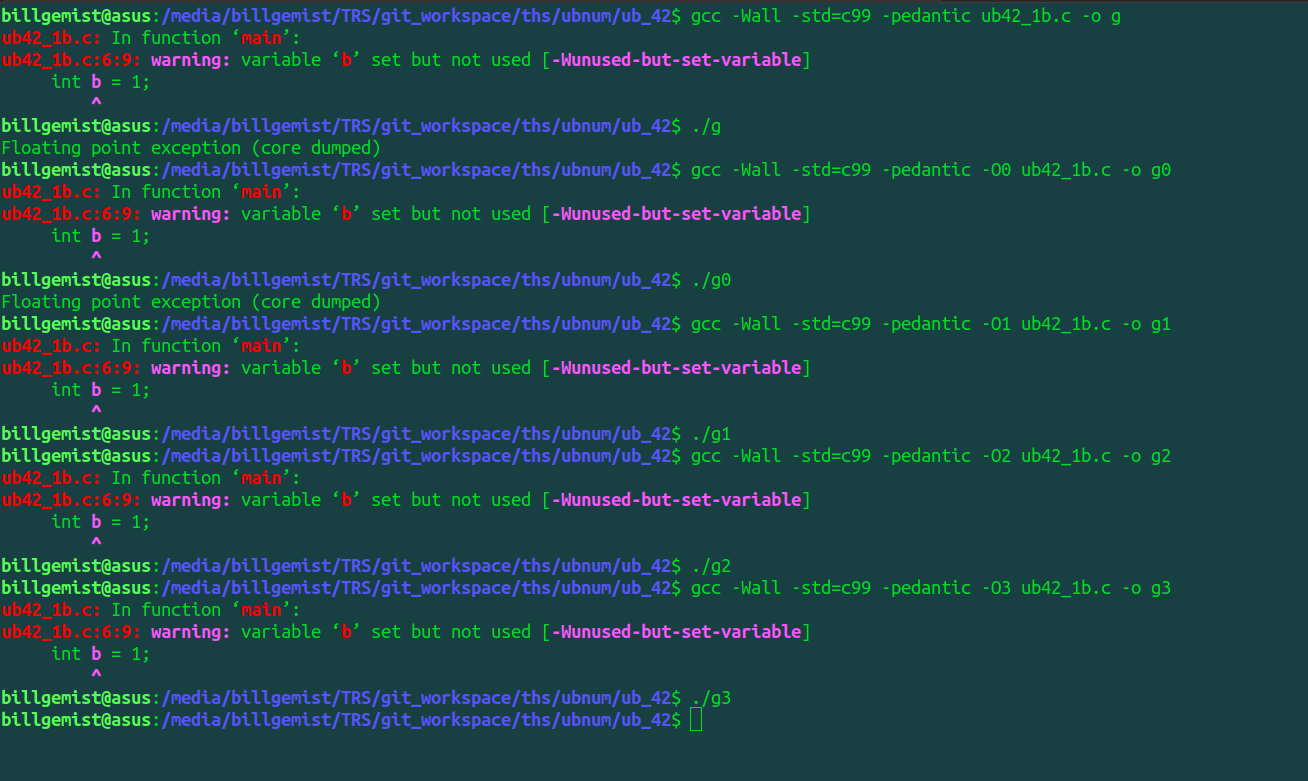 billgemist@asus:/media/billgemist/TRS/git_workspace/ths/ubnum/ub_42$ gcc -Wall -std=c99 -pedantic ub42_1b.c -o g
ub42_1b.c: In function ‘main’:
ub42_1b.c:6:9: warning: variable ‘b’ set but not used [-Wunused-but-set-variable]
     int b = 1;
         ^
billgemist@asus:/media/billgemist/TRS/git_workspace/ths/ubnum/ub_42$ ./g
Floating point exception (core dumped)
billgemist@asus:/media/billgemist/TRS/git_workspace/ths/ubnum/ub_42$ gcc -Wall -std=c99 -pedantic -O0 ub42_1b.c -o g0
ub42_1b.c: In function ‘main’:
ub42_1b.c:6:9: warning: variable ‘b’ set but not used [-Wunused-but-set-variable]
     int b = 1;
         ^
billgemist@asus:/media/billgemist/TRS/git_workspace/ths/ubnum/ub_42$ ./g0
Floating point exception (core dumped)
billgemist@asus:/media/billgemist/TRS/git_workspace/ths/ubnum/ub_42$ gcc -Wall -std=c99 -pedantic -O1 ub42_1b.c -o g1
ub42_1b.c: In function ‘main’:
ub42_1b.c:6:9: warning: variable ‘b’ set but not used [-Wunused-but-set-variable]
     int b = 1;
         ^
billgemist@asus:/media/billgemist/TRS/git_workspace/ths/ubnum/ub_42$ ./g1
billgemist@asus:/media/billgemist/TRS/git_workspace/ths/ubnum/ub_42$ gcc -Wall -std=c99 -pedantic -O2 ub42_1b.c -o g2
ub42_1b.c: In function ‘main’:
ub42_1b.c:6:9: warning: variable ‘b’ set but not used [-Wunused-but-set-variable]
     int b = 1;
         ^
billgemist@asus:/media/billgemist/TRS/git_workspace/ths/ubnum/ub_42$ ./g2
billgemist@asus:/media/billgemist/TRS/git_workspace/ths/ubnum/ub_42$ gcc -Wall -std=c99 -pedantic -O3 ub42_1b.c -o g3
ub42_1b.c: In function ‘main’:
ub42_1b.c:6:9: warning: variable ‘b’ set but not used [-Wunused-but-set-variable]
     int b = 1;
         ^
billgemist@asus:/media/billgemist/TRS/git_workspace/ths/ubnum/ub_42$ ./g3
billgemist@asus:/media/billgemist/TRS/git_workspace/ths/ubnum/ub_42$